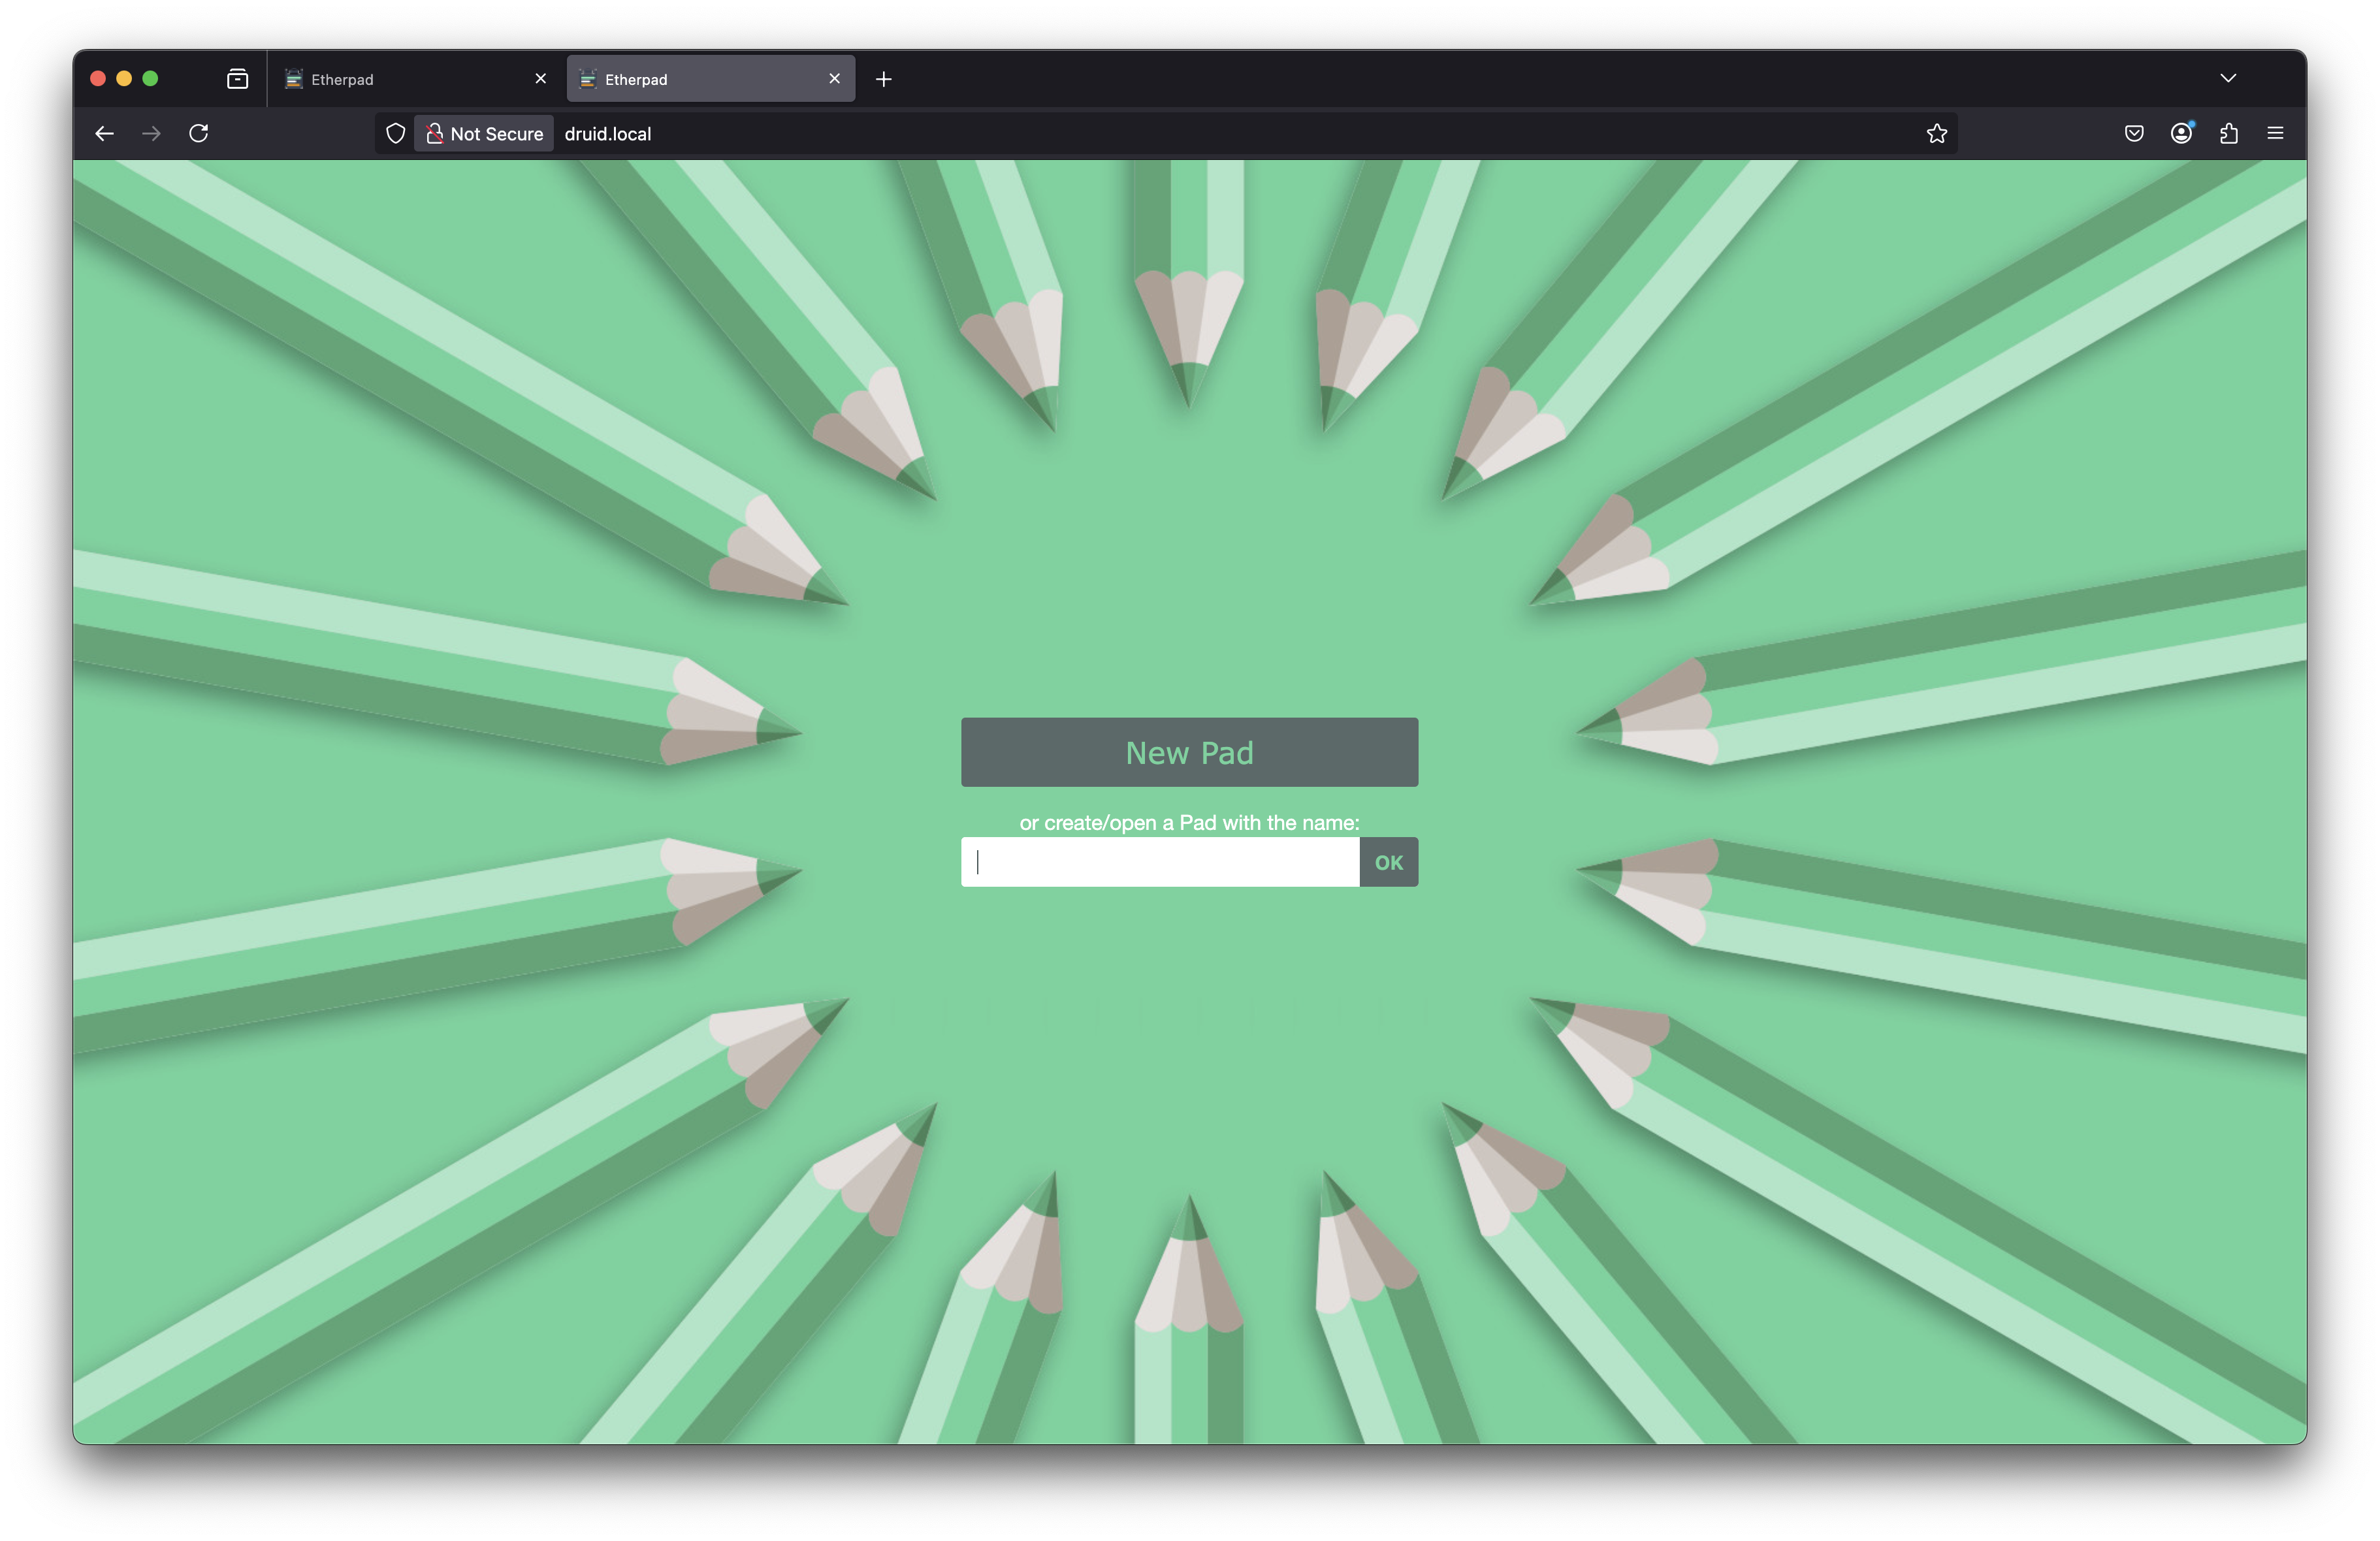 Etherpad
Etherpad
Not Secure druid.local
New Pad
or create/open a Pad with the name:
OK